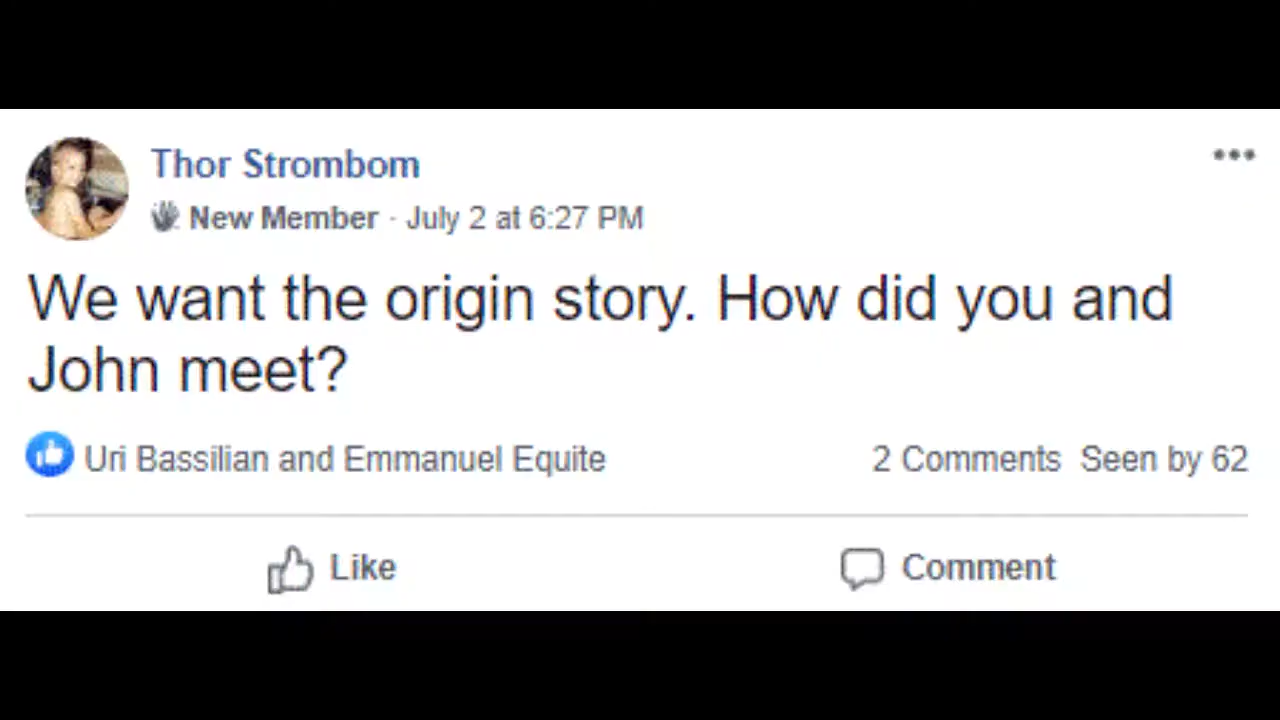 Thor Strombom
New Member · July 2 at 6:27 PM
We want the origin story. How did you and
John meet?
Uri Bassilian and Emmanuel Equite 2 Comments Seen by 62
Like Comment